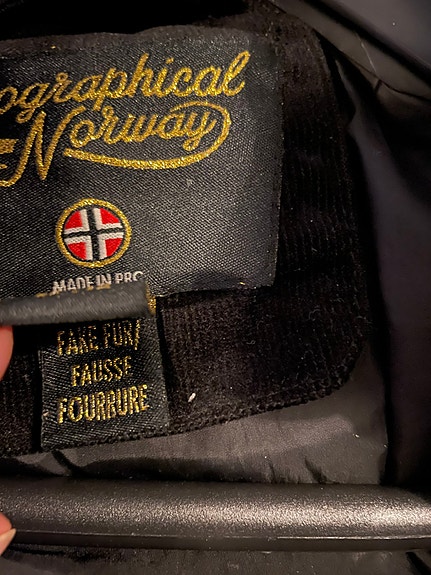 ographical
Norway
MADE IN PRC
FAKE FUR/
FAUSSE
FOURRURE